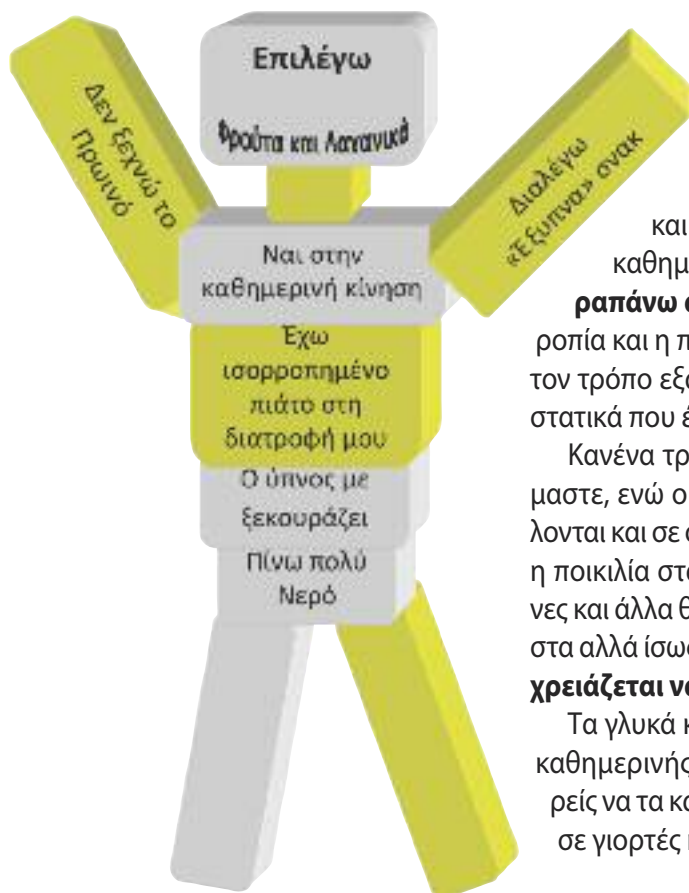 Επιλέγω
Φρούτα και Λαχανικά
Δεν ξεχνώ το
Πρωινό
Διαλέγω
«Έξυπνα» σνακ
Ναι στην
καθημερινή κίνηση
Έχω
ισορροπημένο
πιάτο στη
διατροφή μου
Ο ύπνος με
ξεκουράζει
Πίνω πολύ
Νερό
και
καθημ
ραπάνω
ροπία και η π
τον τρόπο εξ
στατικά που έ
Κανένα τρ
μαστε, ενώ ο
λονται και σε
η ποικιλία στ
νες και άλλα θ
στα αλλά ίσω
χρειάζεται ν
Τα γλυκά κ
καθημερινής
ρείς να τα κα
σε γιορτές